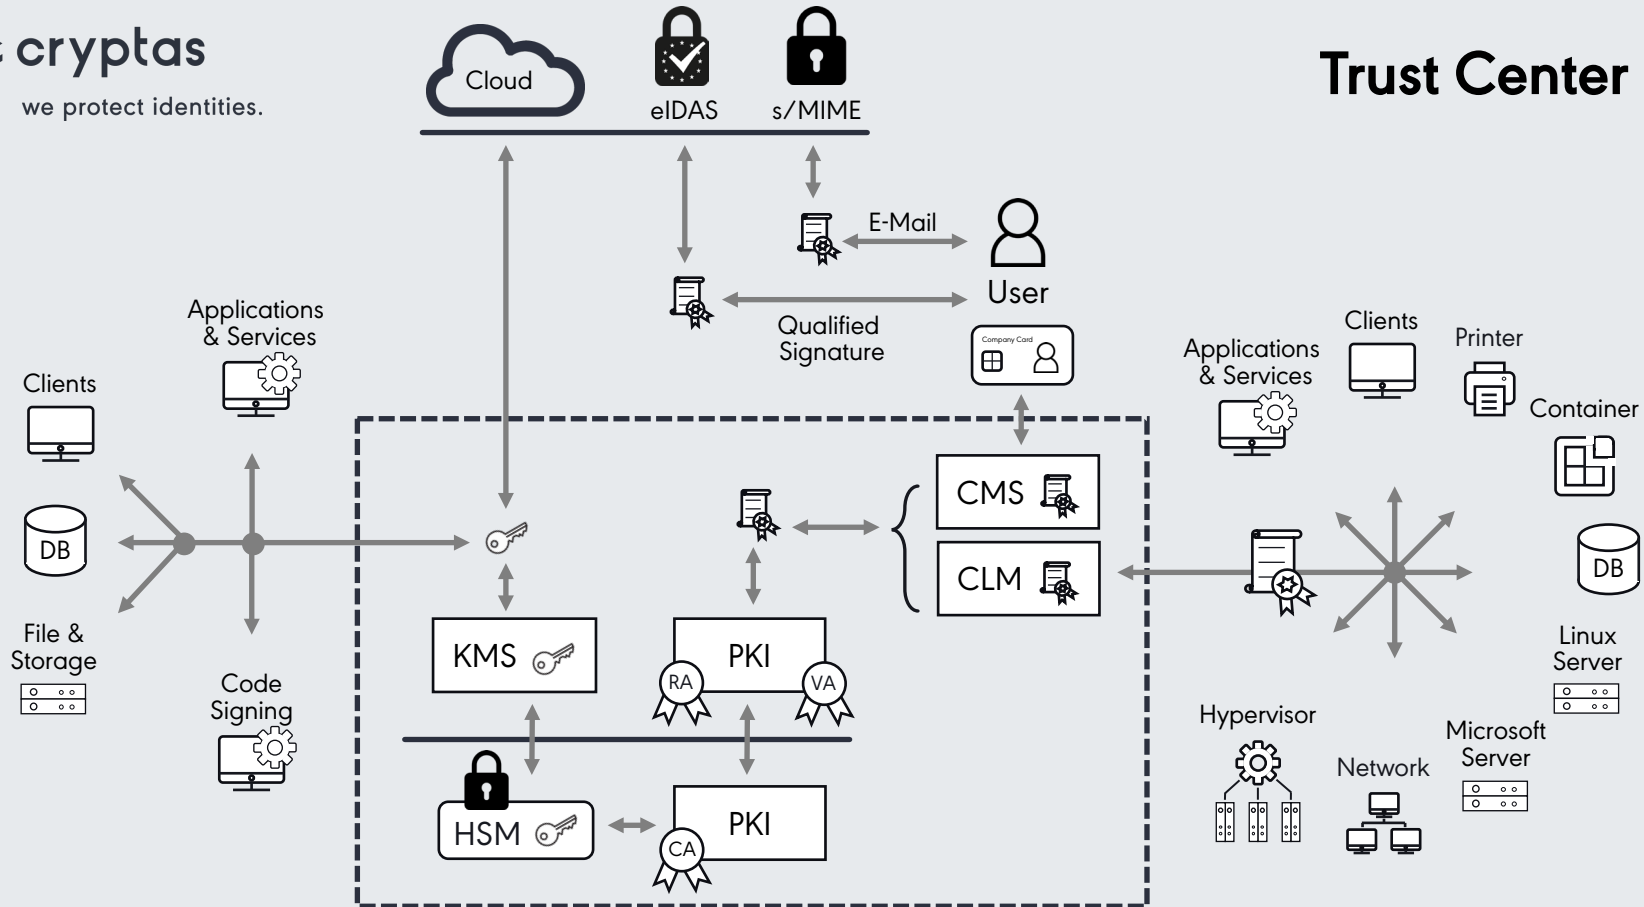 cryptas
we protect identities.
Trust Center
Cloud
eIDAS
s/MIME
E-Mail
User
Qualified
Signature
Company Card
Applications
& Services
Clients
DB
File &
Storage
Code
Signing
Applications
& Services
Clients
Printer
Container
DB
Linux
Server
Microsoft
Server
Network
Hypervisor
CMS
CLM
KMS
PKI
RA
VA
HSM
PKI
CA